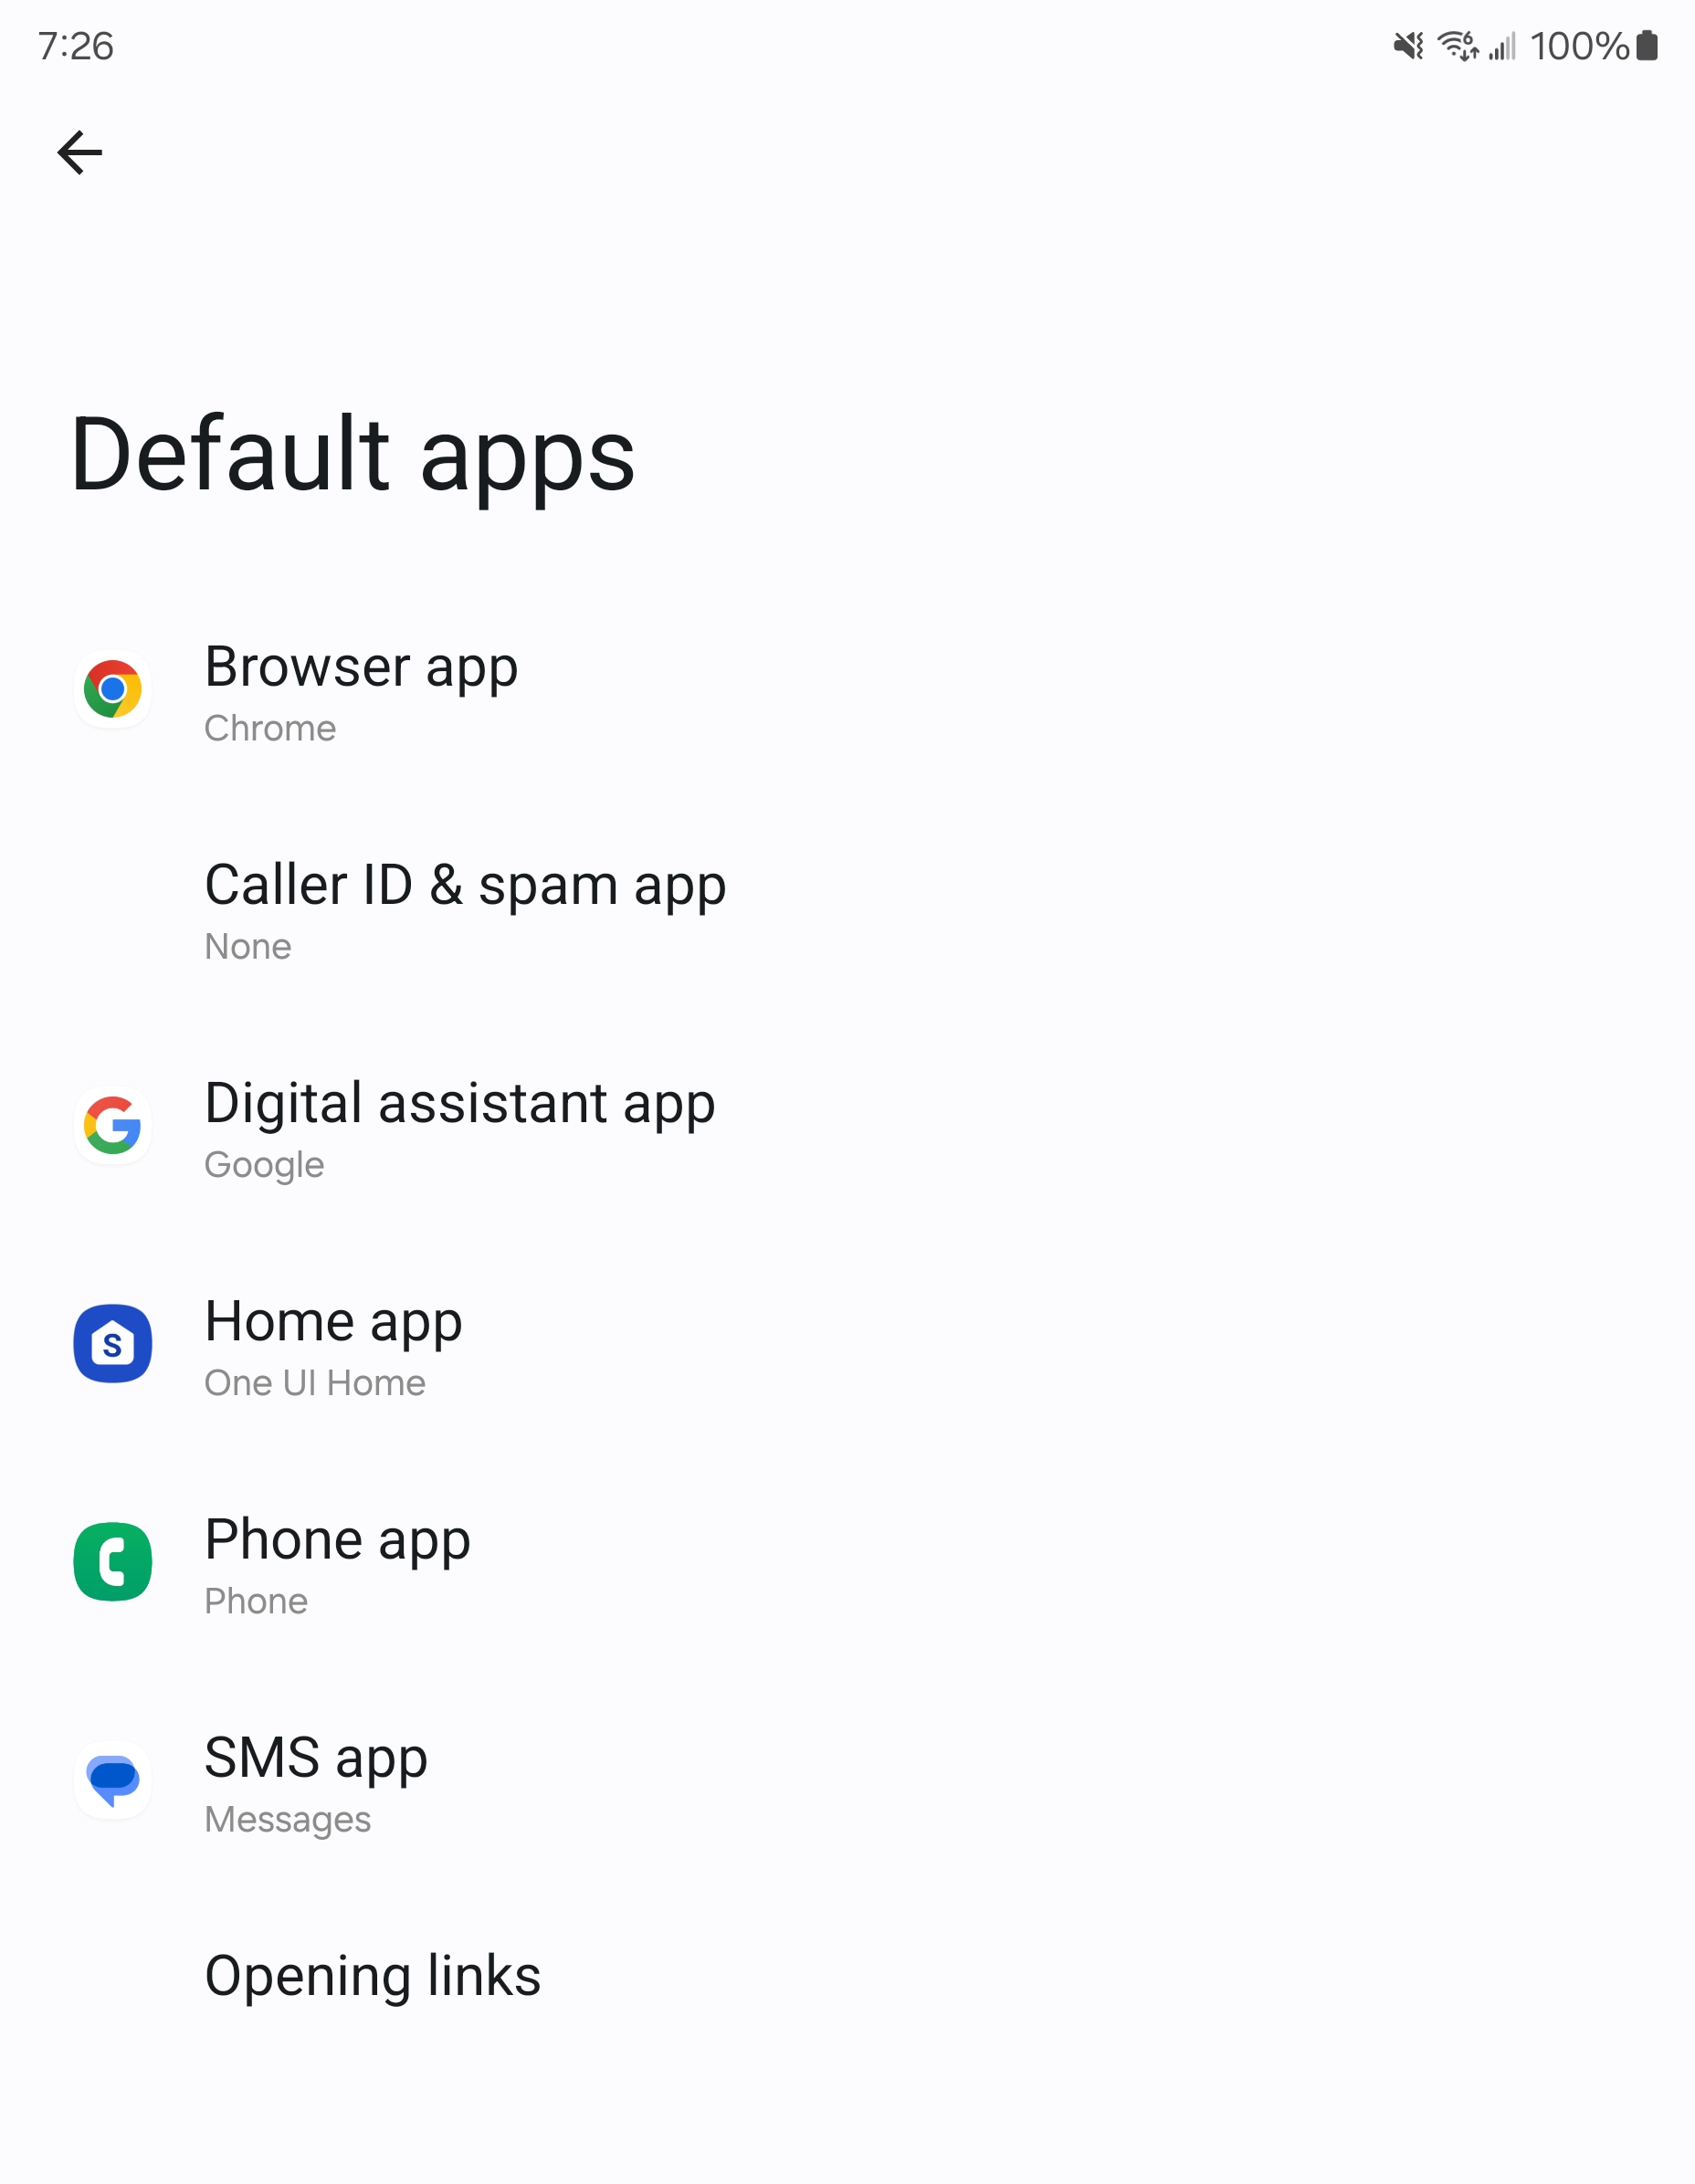 7:26
100%
Default apps
Browser app
Chrome
Caller ID & spam app
None
Digital assistant app
Google
Home app
One UI Home
Phone app
Phone
SMS app
Messages
Opening links